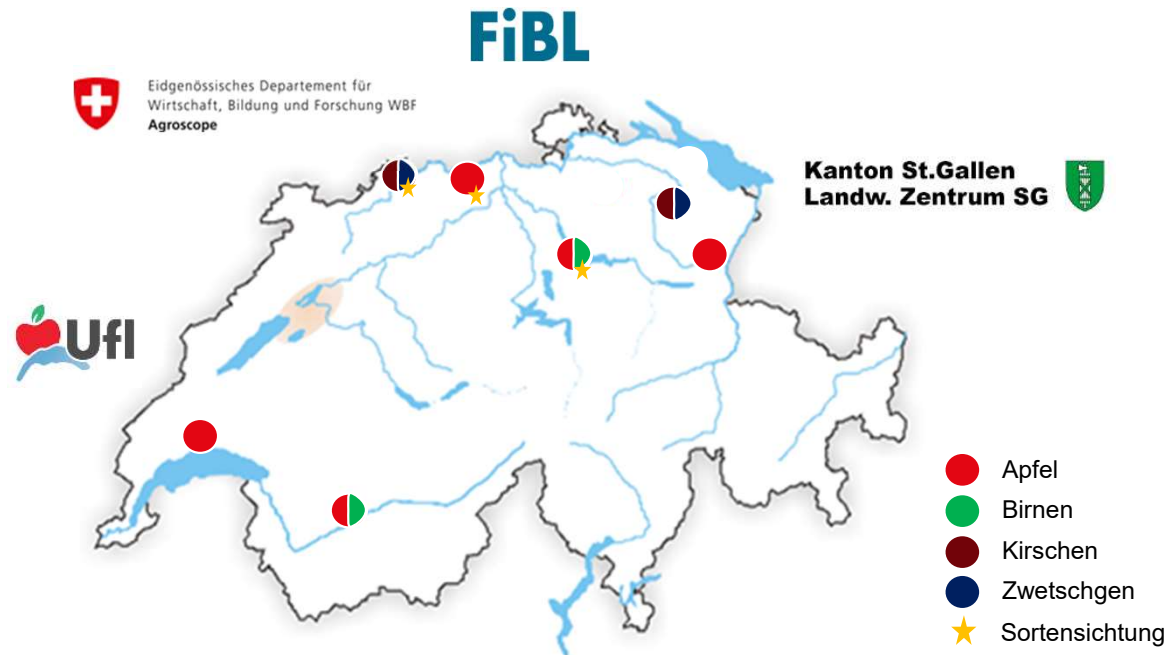 FiBL
Eidgenössisches Departement für
Wirtschaft, Bildung und Forschung WBF
Agroscope
Kanton St.Gallen
Landw. Zentrum SG
Ufl
Apfel
Birnen
Kirschen
Zwetschgen
Sortensichtung